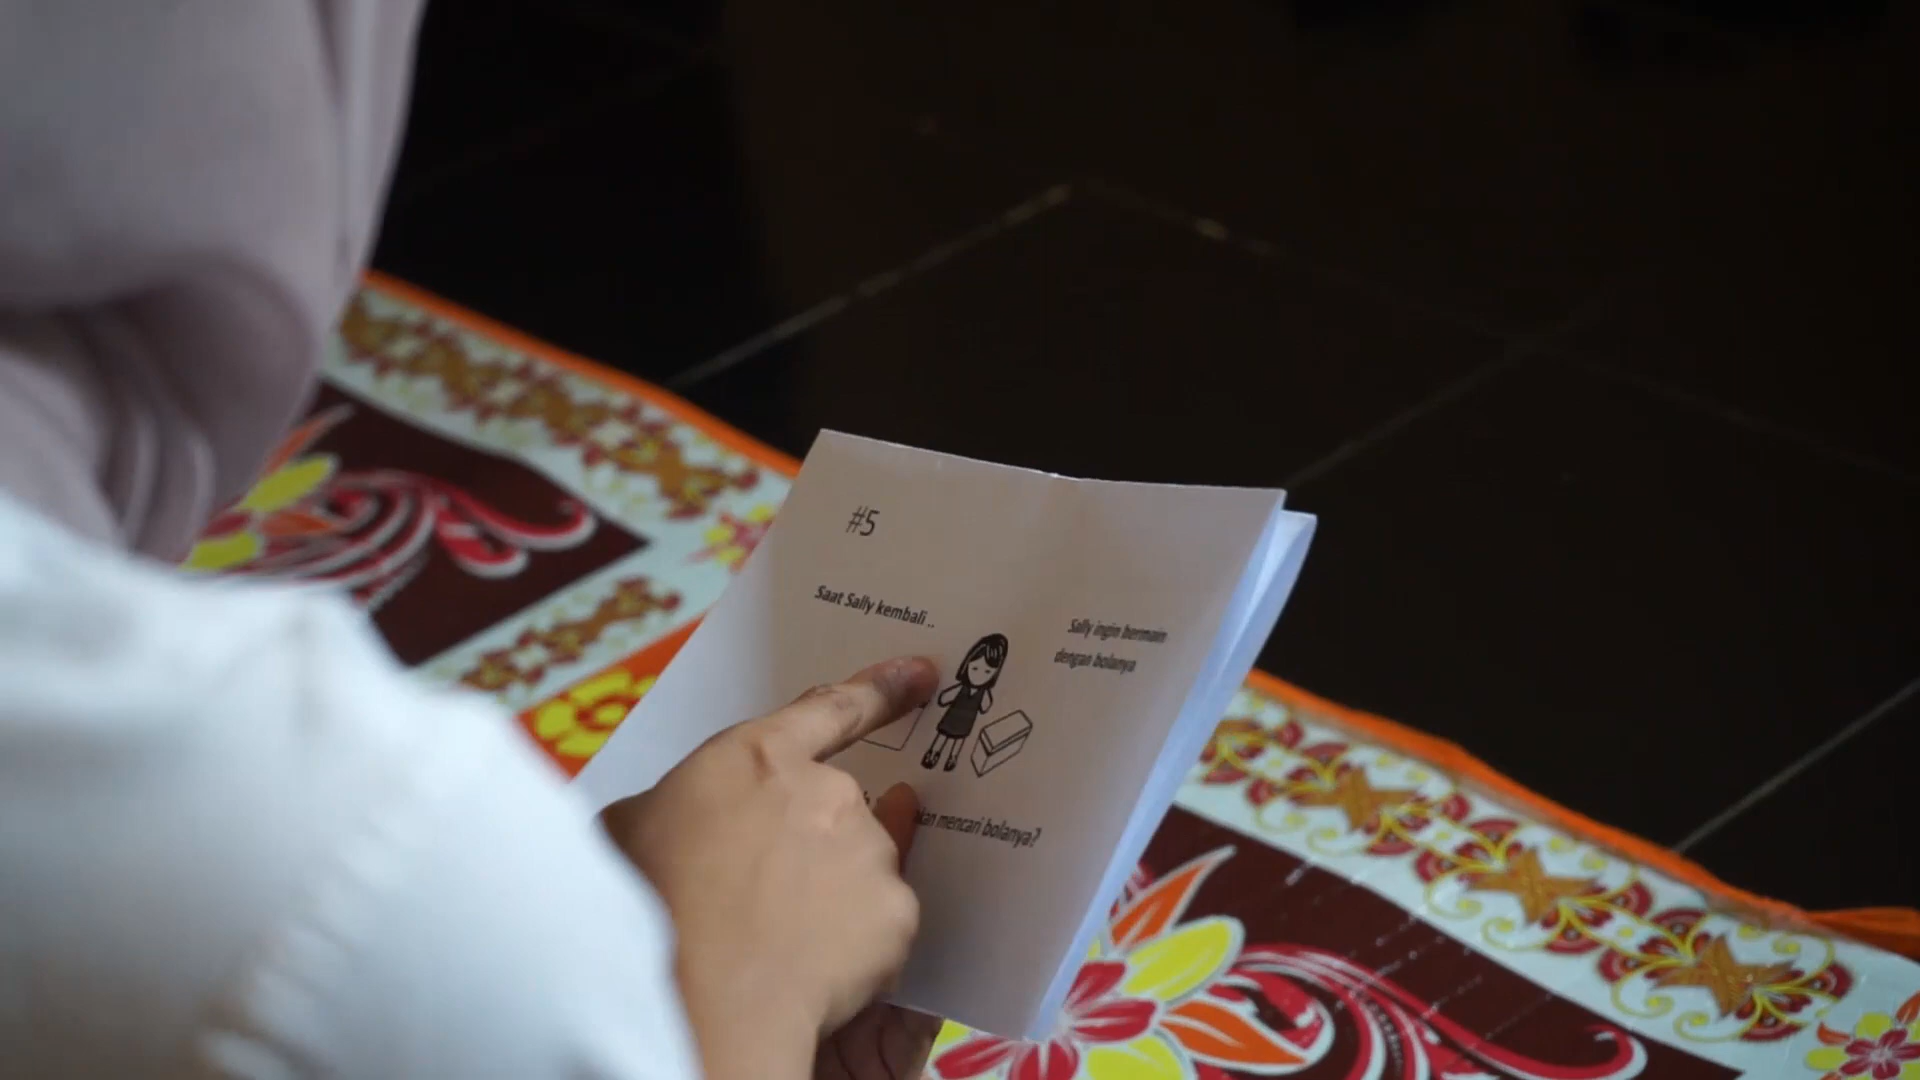 #5
Saat Sally kembali ..
Sally ingin bermain
dengan bolanya
mencari bolanya?